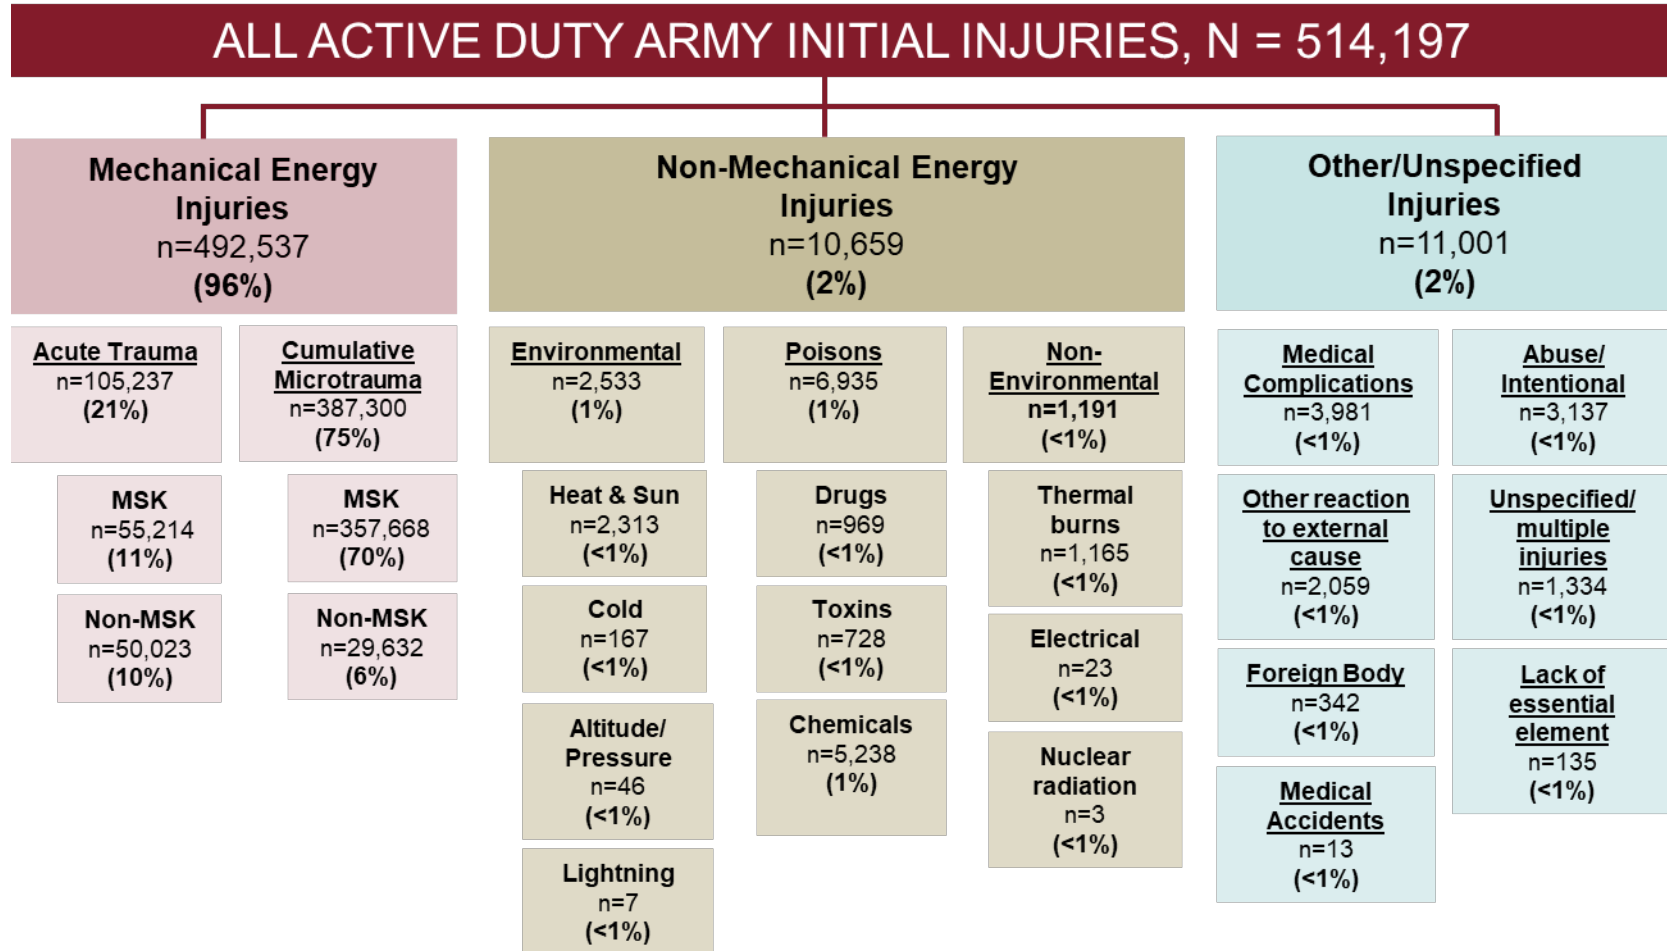 ALL ACTIVE DUTY ARMY INITIAL INJURIES, N = 514,197
Mechanical Energy
Injuries
n=492,537
(96%)
Acute Trauma
n=105,237
(21%)
MSK
n=55,214
(11%)
Non-MSK
n=50,023
(10%)
Cumulative
Microtrauma
n=387,300
(75%)
MSK
n=357,668
(70%)
Non-MSK
n=29,632
(6%)
Non-Mechanical Energy
Injuries
n=10,659
(2%)
Environmental
n=2,533
(1%)
Heat & Sun
n=2,313
(<1%)
Cold
n=167
(<1%)
Altitude/
Pressure
n=46
(<1%)
Lightning
n=7
(<1%)
Poisons
n=6,935
(1%)
Drugs
n=969
(<1%)
Toxins
n=728
(<1%)
Chemicals
n=5,238
(1%)
Non-
Environmental
n=1,191
(<1%)
Thermal
burns
n=1,165
(<1%)
Electrical
n=23
(<1%)
Nuclear
radiation
n=3
(<1%)
Other/Unspecified
Injuries
n=11,001
(2%)
Medical
Complications
n=3,981
(<1%)
Other reaction
to external
cause
n=2,059
(<1%)
Foreign Body
n=342
(<1%)
Medical
Accidents
n=13
(<1%)
Abuse/
Intentional
n=3,137
(<1%)
Unspecified/
multiple
injuries
n=1,334
(<1%)
Lack of
essential
element
n=135
(<1%)